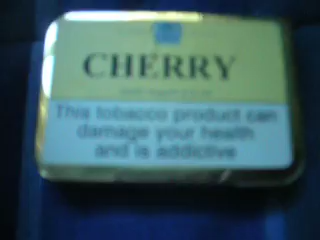 CHERRY
This tobacco product can
damage your health
and is addictive